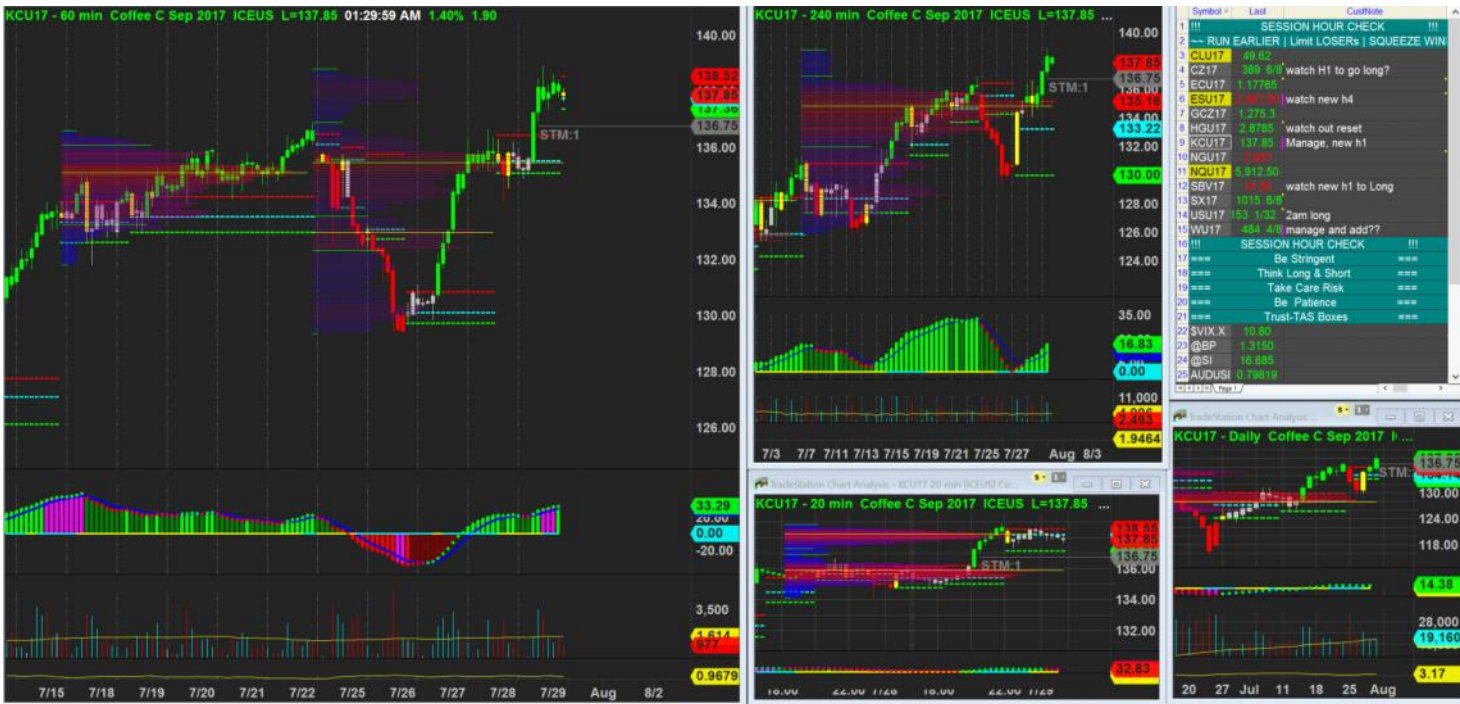 KCU17 - 60 min Coffee C Sep 2017 ICEUS L=137.85 01:29:59 AM 1.40% 1.90
140.00
138.52
137.85
137.36
136.75
STM:1
136.00
134.00
132.00
130.00
128.00
126.00
33.29
20.00
0.00
-20.00
3,500
1,614
977
0.9679
7/15 7/18 7/19 7/20 7/21 7/22 7/25 7/26 7/27 7/28 7/29 Aug 8/2
KCU17 - 240 min Coffee C Sep 2017 ICEUS L=137.85 ...
140.00
137.85
136.75
136.00
STM:1
135.16
134.00
133.22
132.00
130.00
128.00
126.00
124.00
35.00
16.83
0.00
11,000
2,493
1.9464
7/3 7/7 7/11 7/13 7/15 7/19 7/21 7/25 7/27 Aug 8/3
TradeStation Chart Analysis - KCU17 20 min [ICEUS] Co...
KCU17 - 20 min Coffee C Sep 2017 ICEUS L=137.85 ...
138.55
137.85
136.75
STM:1
136.00
134.00
132.00
32.83
22:00 7/28 22:00 7/29
Symbol Last CustNote
1 !!! SESSION HOUR CHECK !!!
2 ~~ RUN EARLIER | Limit LOSERs | SQUEEZE WIN
3 CLU17 49.62
4 CZ17 389 6/8 watch H1 to go long?
5 ECU17 1.17765
6 ESU17 watch new h4
7 GCZ17 1,275.3
8 HGU17 2.8785 watch out reset
9 KCU17 137.85 Manage, new h1
10 NGU17
11 NQU17 5,912.50
12 SBV17 watch new h1 to Long
13 SX17 1015 6/8
14 USU17 153 1/32 2am long
15 WU17 484 4/8 manage and add??
16 !!! SESSION HOUR CHECK !!!
17 === Be Stringent ===
18 === Think Long & Short ===
19 === Take Care Risk ===
20 === Be Patience ===
21 === Trust-TAS Boxes ===
22 $VIX.X 10.80
23 @BP 1.3150
24 @SI 16.685
25 AUDUSI 0.79819
Page 1
TradeStation Chart Analysis ...
KCU17 - Daily Coffee C Sep 2017 I ...
136.75
STM:
130.00
124.00
118.00
14.38
28,000
19,160
3.17
20 27 Jul 11 18 25 Aug